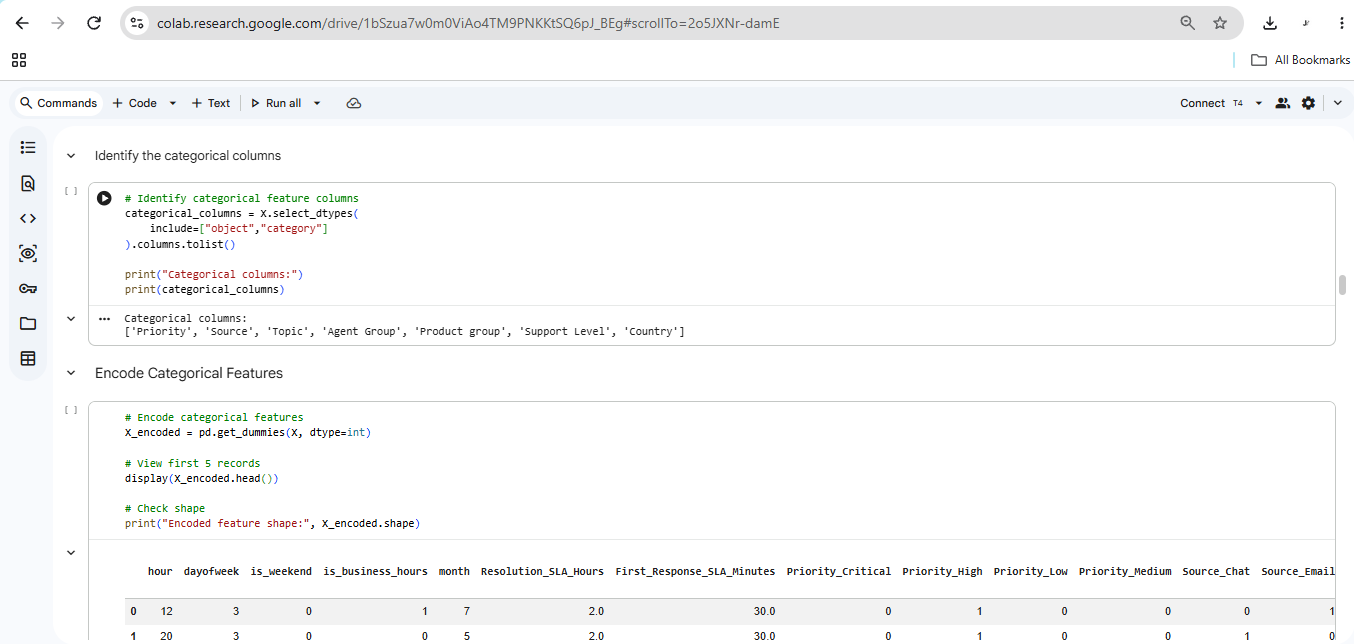 colab.research.google.com/drive/1bSzua7w0m0ViAo4TM9PNKKtSQ6pJ_BEg#scrollTo=2o5JXNr-damE
All Bookmarks
Commands + Code + Text Run all Connect T4
Identify the categorical columns
[ ]
# Identify categorical feature columns
categorical_columns = X.select_dtypes(
    include=["object","category"]
).columns.tolist()
print("Categorical columns:")
print(categorical_columns)
Categorical columns:
['Priority', 'Source', 'Topic', 'Agent Group', 'Product group', 'Support Level', 'Country']
Encode Categorical Features
[ ]
# Encode categorical features
X_encoded = pd.get_dummies(X, dtype=int)
# View first 5 records
display(X_encoded.head())
# Check shape
print("Encoded feature shape:", X_encoded.shape)
hour dayofweek is_weekend is_business_hours month Resolution_SLA_Hours First_Response_SLA_Minutes Priority_Critical Priority_High Priority_Low Priority_Medium Source_Chat Source_Email
0 12 3 0 1 7 2.0 30.0 0 1 0 0 0 1
1 20 3 0 0 5 2.0 30.0 0 1 0 0 1 0